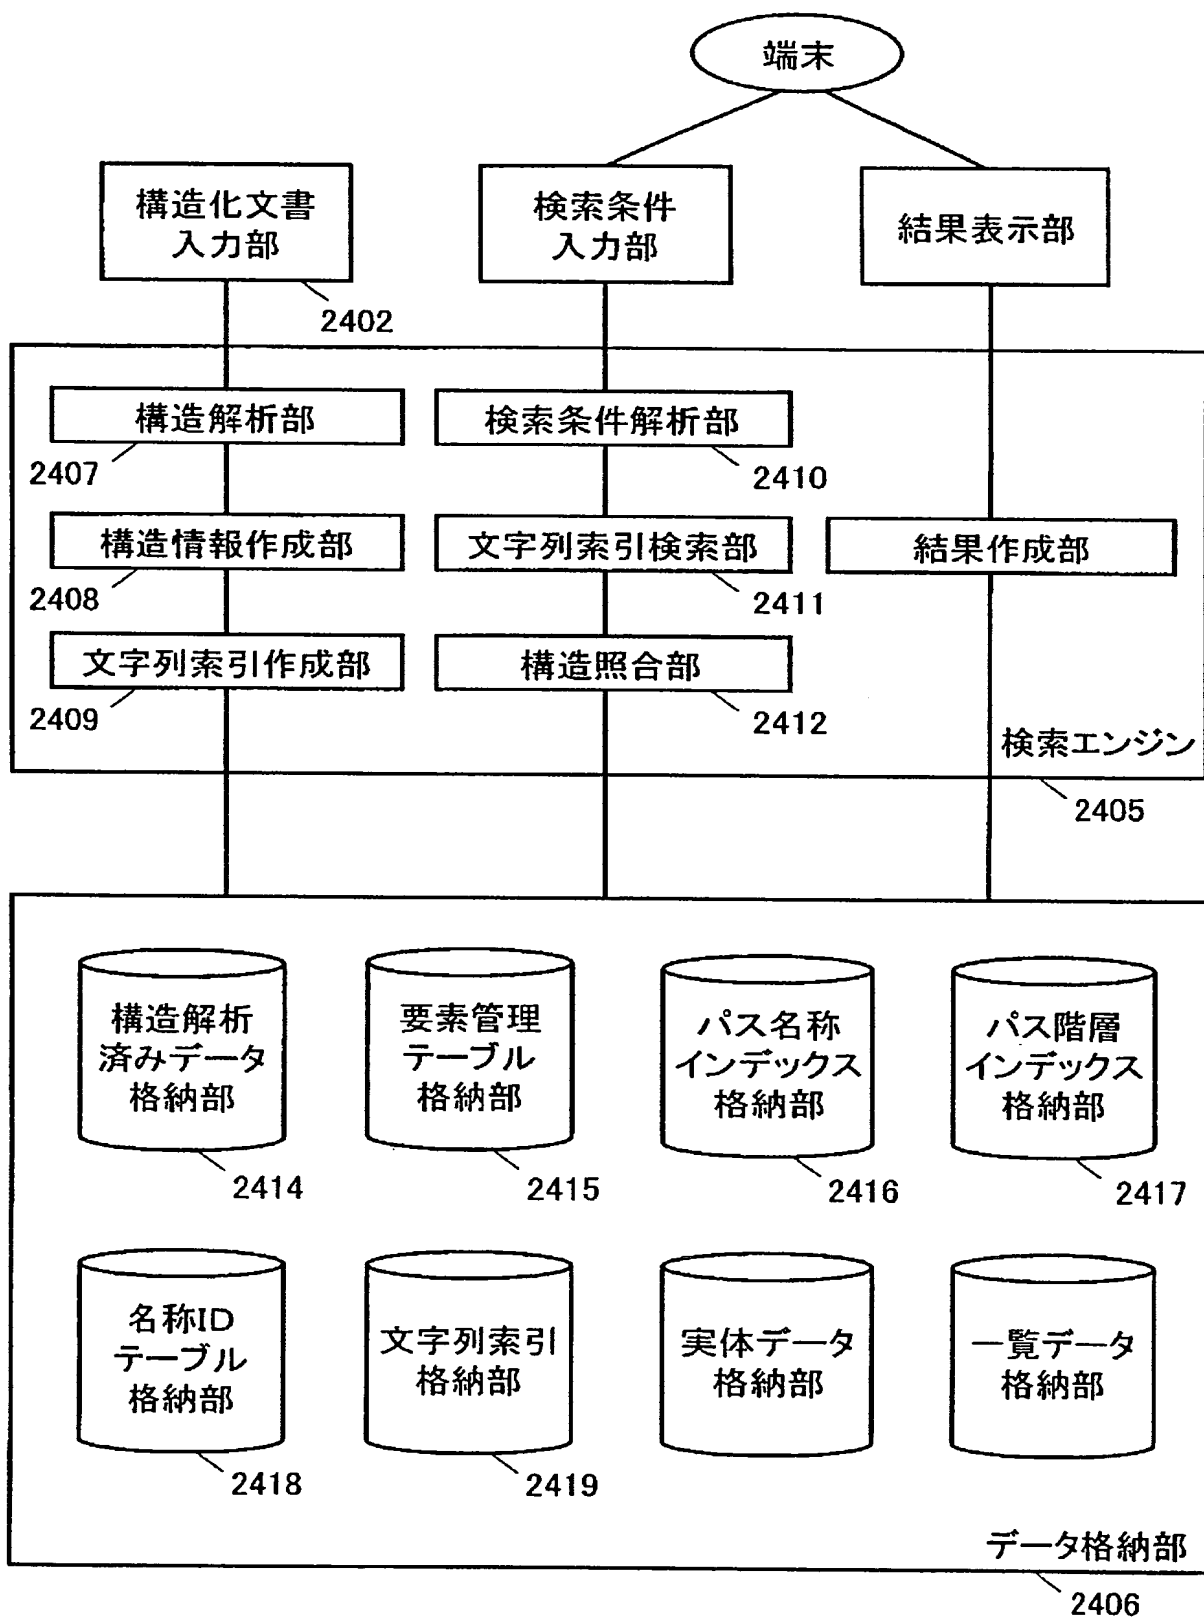 端末
構造化文書
入力部
検索条件
入力部
結果表示部
2402
構造解析部
検索条件解析部
2407
2410
構造情報作成部
文字列索引検索部
結果作成部
2408
2411
文字列索引作成部
構造照合部
2409
2412
検索エンジン
2405
構造解析
済みデータ
格納部
要素管理
テーブル
格納部
パス名称
インデックス
格納部
パス階層
インデックス
格納部
2414
2415
2416
2417
名称ID
テーブル
格納部
文字列索引
格納部
実体データ
格納部
一覧データ
格納部
2418
2419
データ格納部
2406